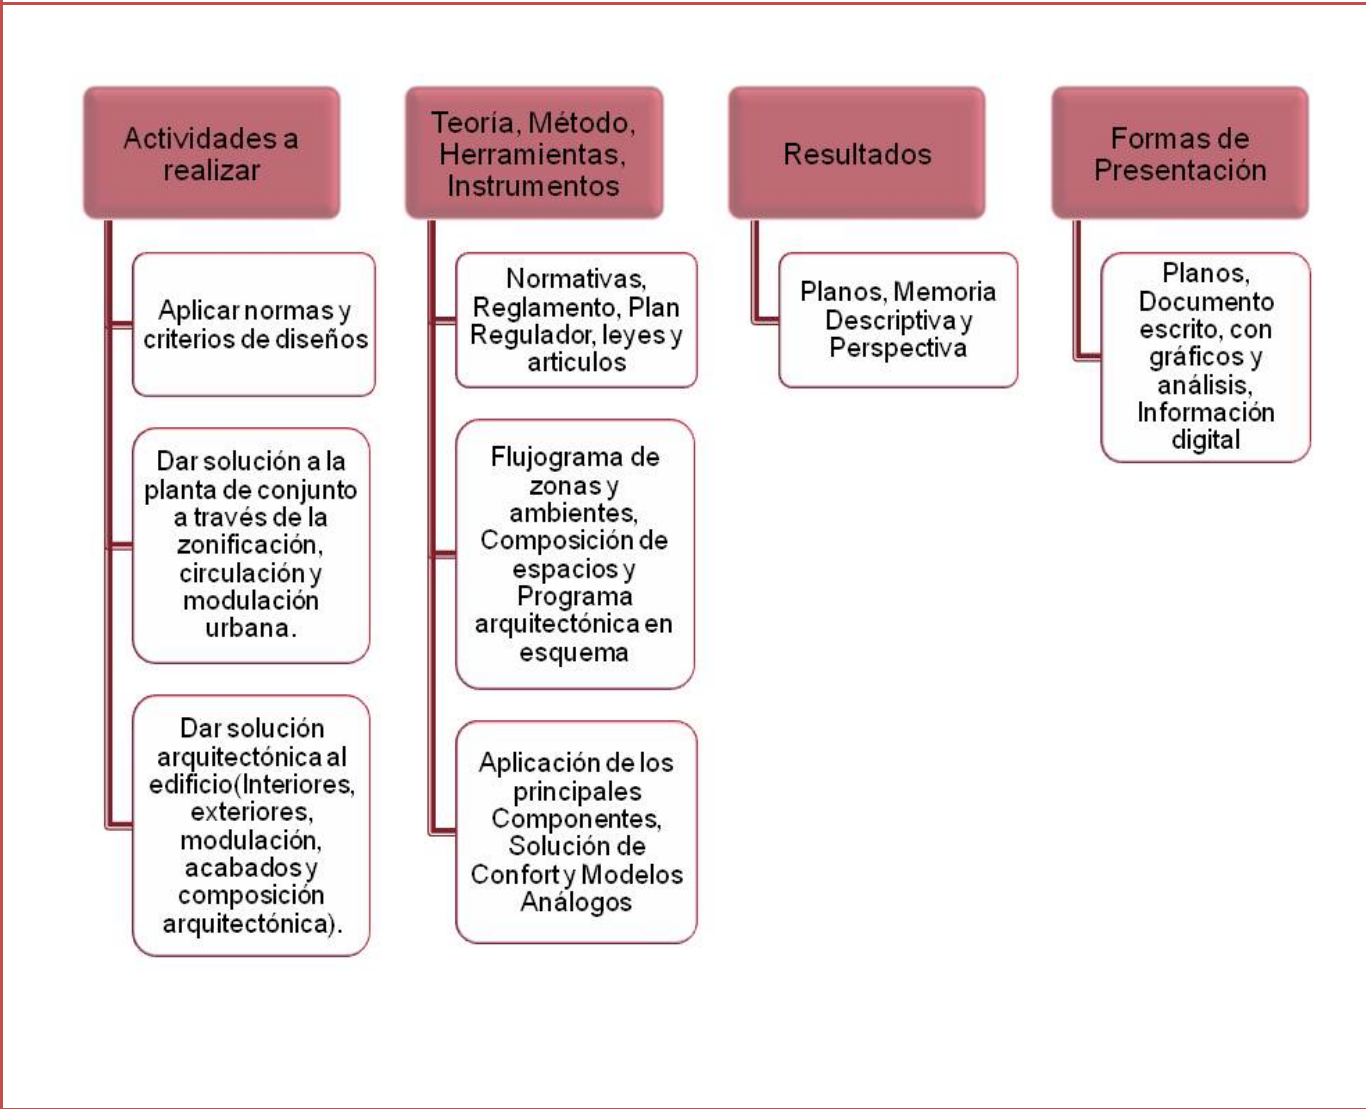 Actividades a
realizar
Aplicar normas y
criterios de diseños
Dar solución a la
planta de conjunto
a través de la
zonificación,
circulación y
modulación
urbana.
Dar solución
arquitectónica al
edificio(Interiores,
exteriores,
modulación,
acabados y
composición
arquitectónica).
Teoría, Método,
Herramientas,
Instrumentos
Normativas,
Reglamento, Plan
Regulador, leyes y
articulos
Flujograma de
zonas y
ambientes,
Composición de
espacios y
Programa
arquitectónica en
esquema
Aplicación de los
principales
Componentes,
Solución de
Confort y Modelos
Análogos
Resultados
Planos, Memoria
Descriptiva y
Perspectiva
Formas de
Presentación
Planos,
Documento
escrito, con
gráficos y
análisis,
Información
digital